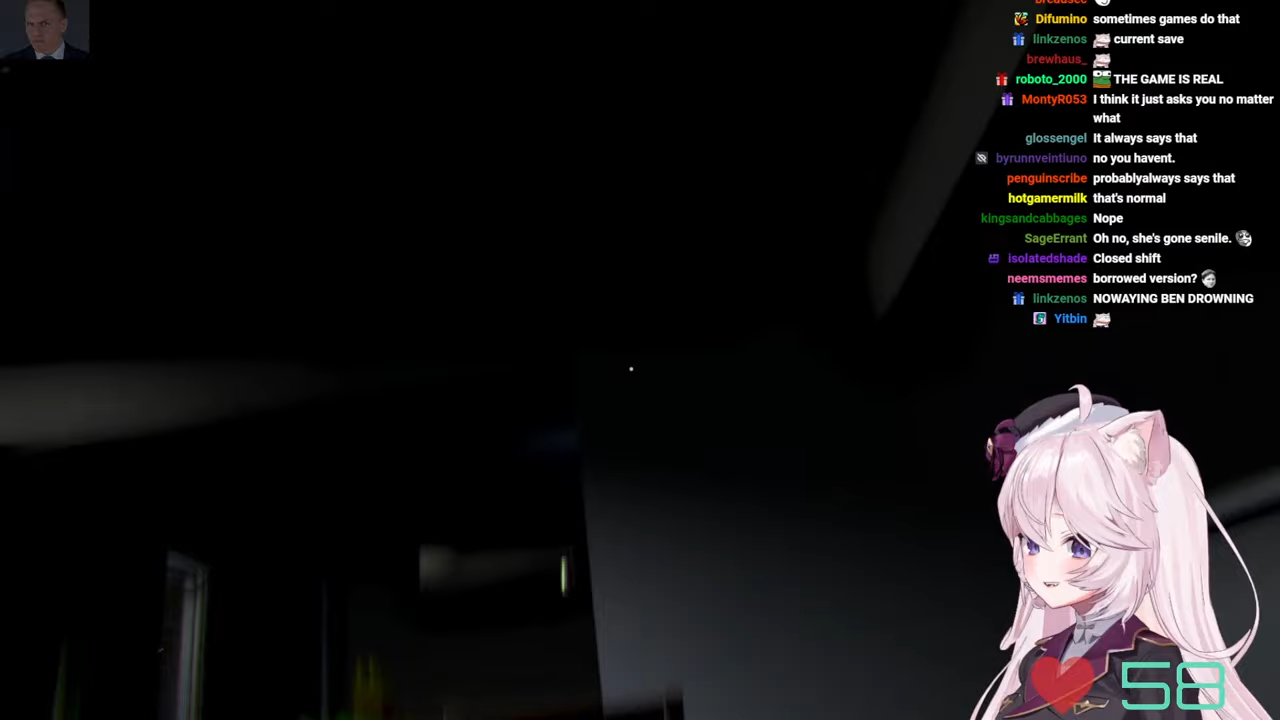 Difumino sometimes games do that
linkzenos current save
brewhaus_
roboto_2000 THE GAME IS REAL
MontyR053 I think it just asks you no matter
what
glossengel It always says that
byrunnveintiuno no you havent.
penguinscribe probablyalways says that
hotgamermilk that's normal
kingsandcabbages Nope
SageErrant Oh no, she's gone senile.
isolatedshade Closed shift
neemsmemes borrowed version?
linkzenos NOWAYING BEN DROWNING
Yitbin
58